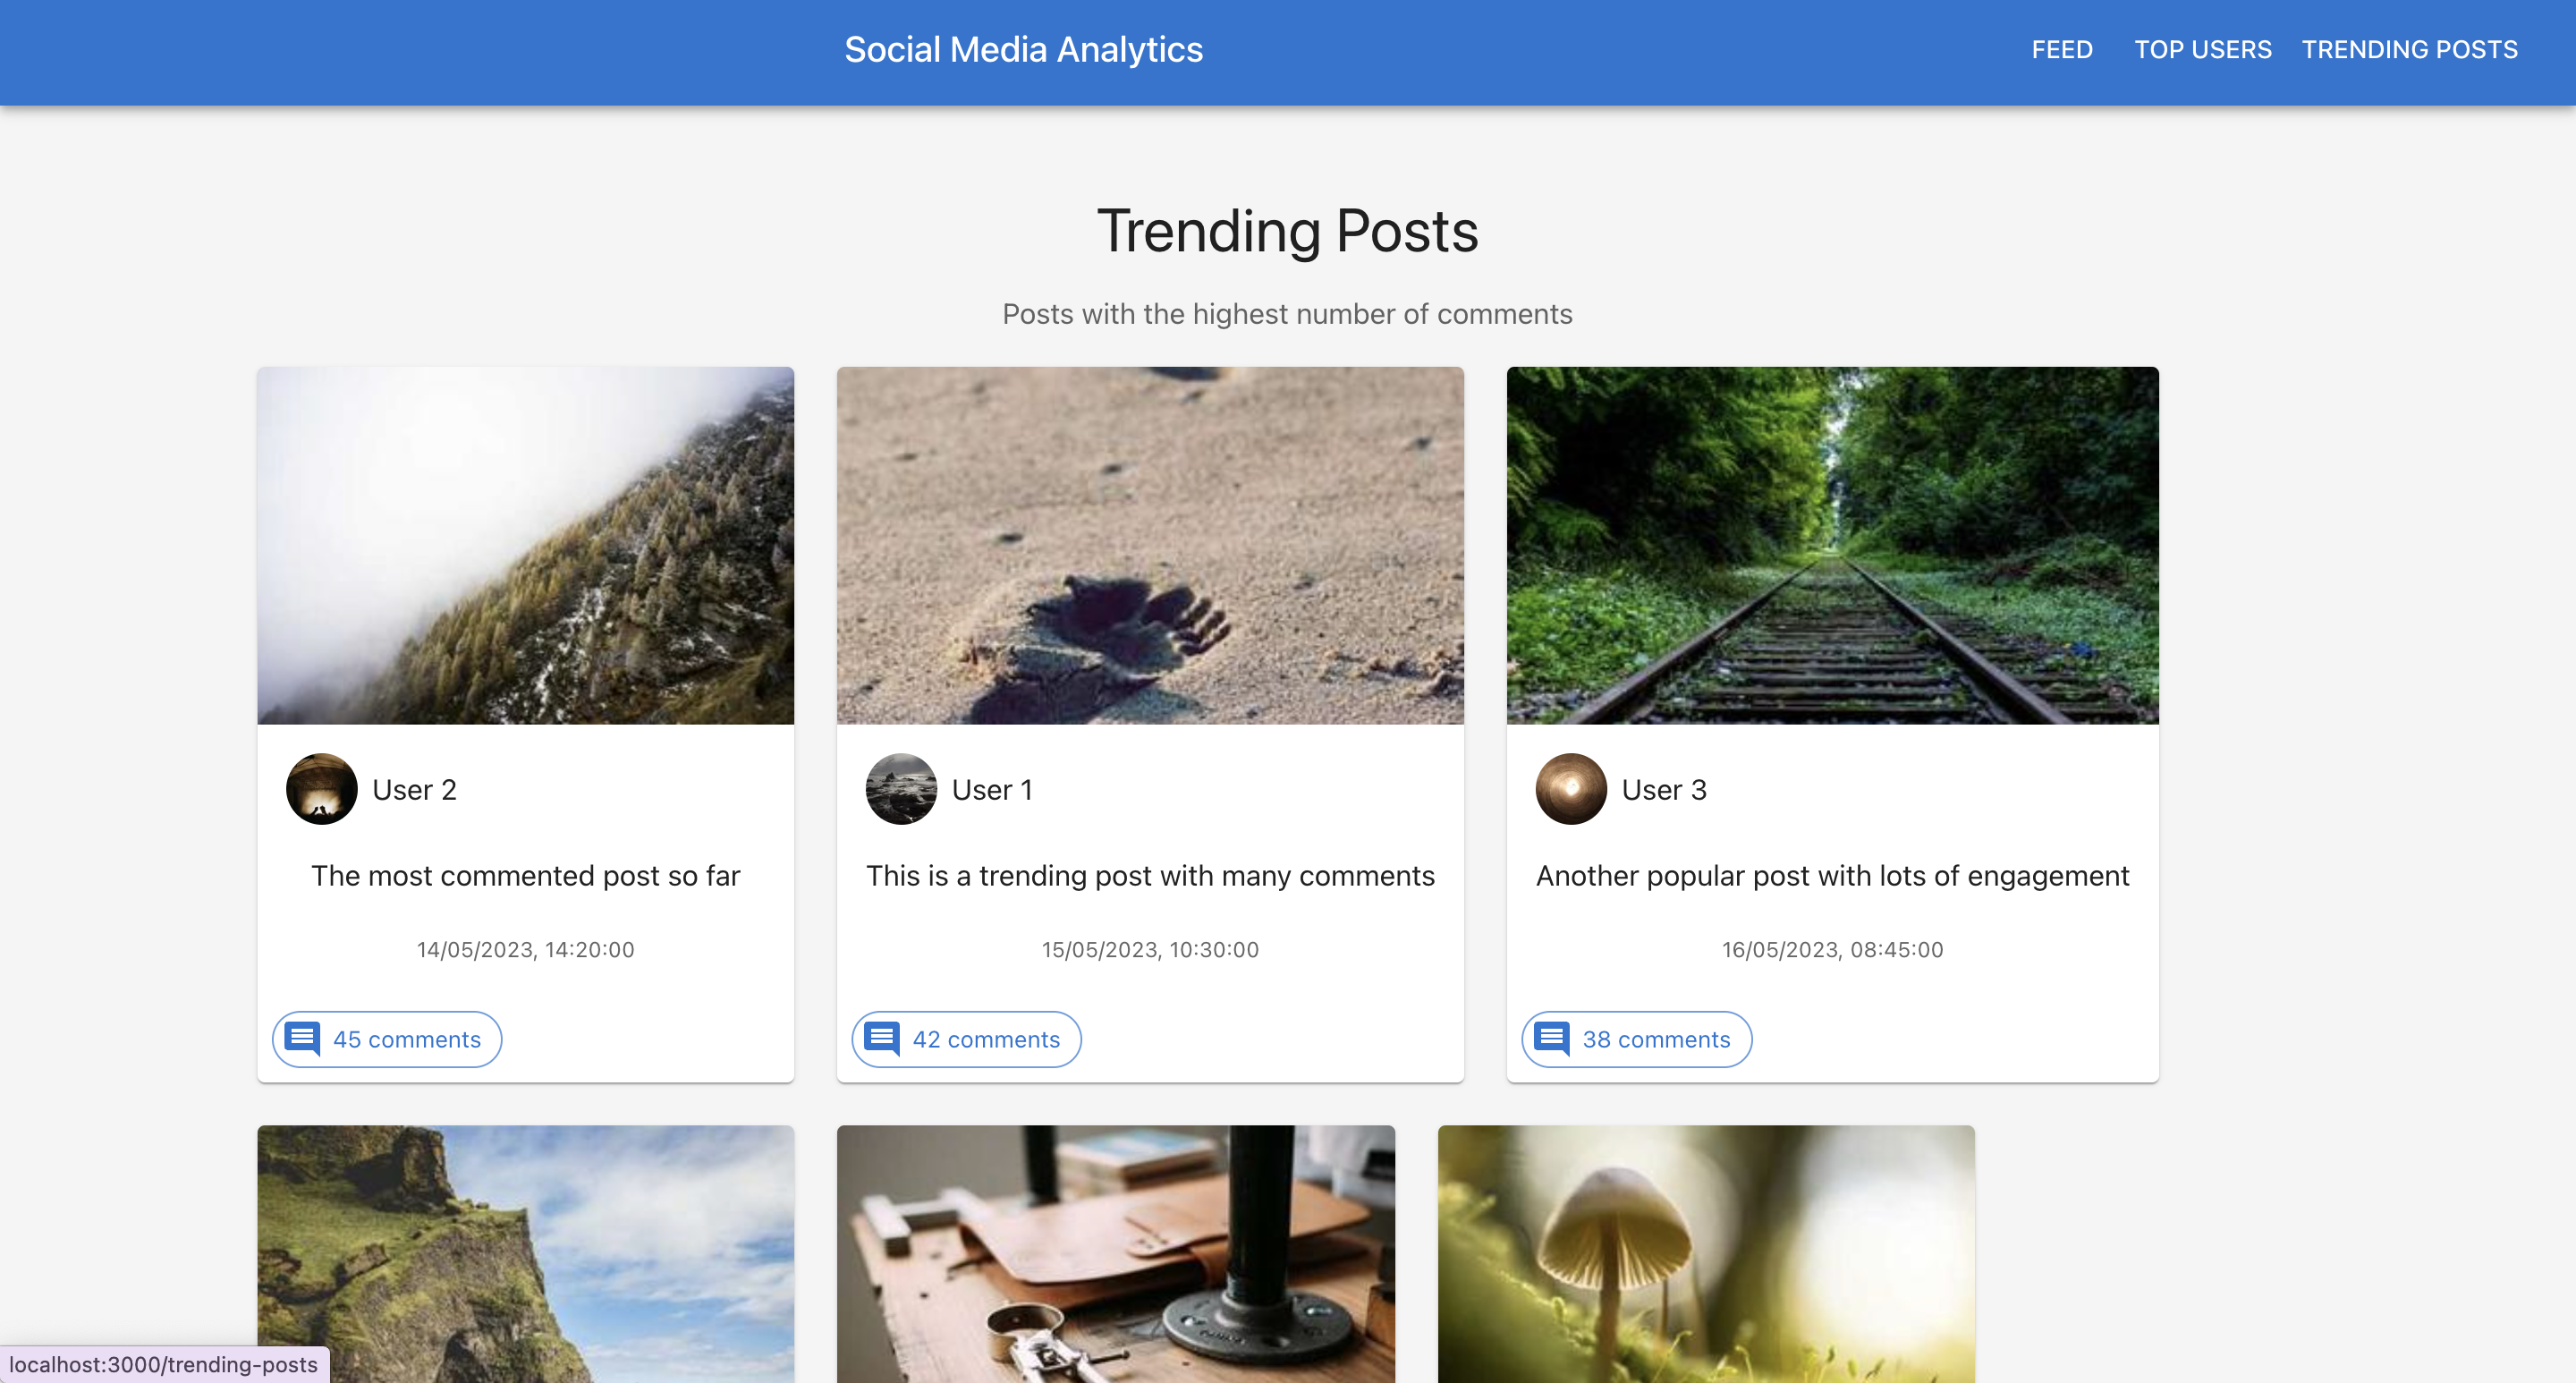 Social Media Analytics
FEED
TOP USERS
TRENDING POSTS
Trending Posts
Posts with the highest number of comments
User 2
The most commented post so far
14/05/2023, 14:20:00
45 comments
User 1
This is a trending post with many comments
15/05/2023, 10:30:00
42 comments
User 3
Another popular post with lots of engagement
16/05/2023, 08:45:00
38 comments
localhost:3000/trending-posts